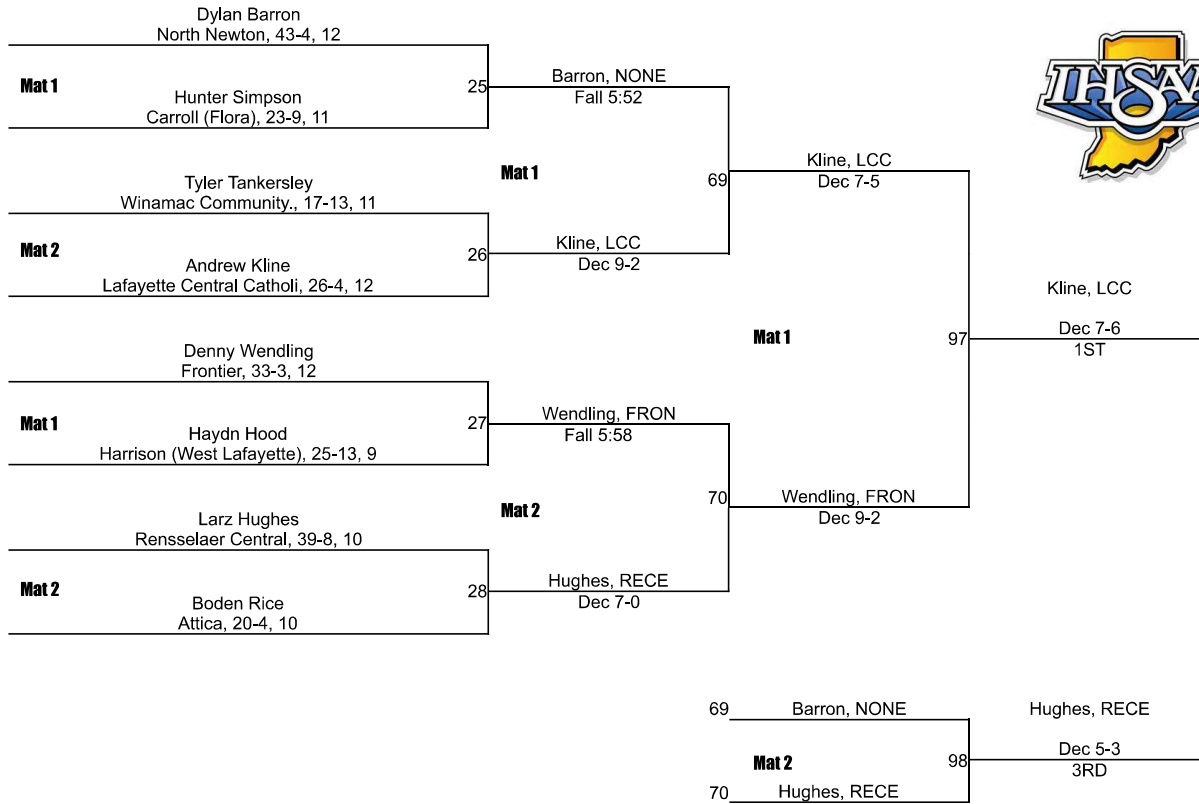 Dylan Barron
North Newton, 43-4, 12
Mat 1
Hunter Simpson
Carroll (Flora), 23-9, 11
25
Barron, NONE
Fall 5:52
Tyler Tankersley
Winamac Community., 17-13, 11
Mat 2
Andrew Kline
Lafayette Central Catholi, 26-4, 12
26
Kline, LCC
Dec 9-2
Mat 1
69
Kline, LCC
Dec 7-5
Denny Wendling
Frontier, 33-3, 12
Mat 1
Haydn Hood
Harrison (West Lafayette), 25-13, 9
27
Wendling, FRON
Fall 5:58
Larz Hughes
Rensselaer Central, 39-8, 10
Mat 2
Boden Rice
Attica, 20-4, 10
28
Hughes, RECE
Dec 7-0
Mat 2
70
Wendling, FRON
Dec 9-2
Mat 1
97
Kline, LCC
Dec 7-6
1ST
IHSAA
69
Barron, NONE
Mat 2
70
Hughes, RECE
98
Hughes, RECE
Dec 5-3
3RD